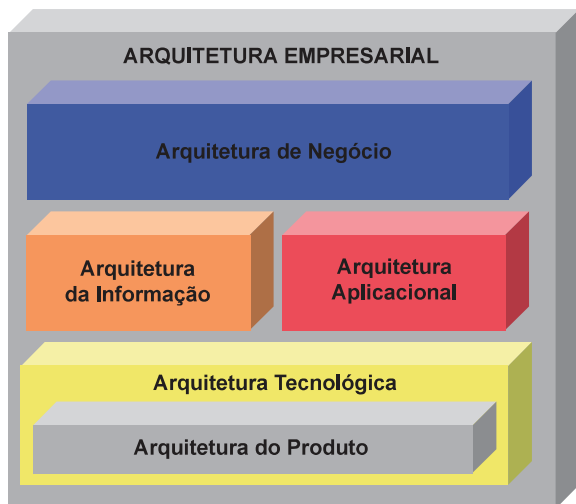 ARQUITETURA EMPRESARIAL
Arquitetura de Negócio
Arquitetura
da Informação
Arquitetura
Aplicacional
Arquitetura Tecnológica
Arquitetura do Produto